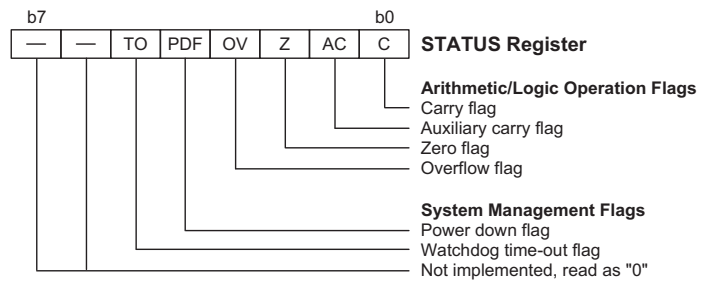 b7 b0
— — TO PDF OV Z AC C STATUS Register
Arithmetic/Logic Operation Flags
Carry flag
Auxiliary carry flag
Zero flag
Overflow flag
System Management Flags
Power down flag
Watchdog time-out flag
Not implemented, read as "0"